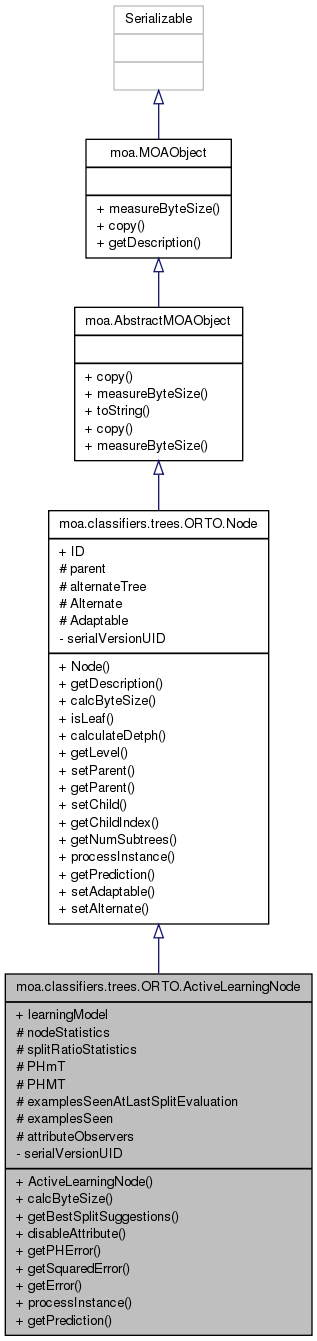 Serializable
moa.MOAObject
+ measureByteSize()
+ copy()
+ getDescription()
moa.AbstractMOAObject
+ copy()
+ measureByteSize()
+ toString()
+ copy()
+ measureByteSize()
moa.classifiers.trees.ORTO.Node
+ ID
# parent
# alternateTree
# Alternate
# Adaptable
- serialVersionUID
+ Node()
+ getDescription()
+ calcByteSize()
+ isLeaf()
+ calculateDetph()
+ getLevel()
+ setParent()
+ getParent()
+ setChild()
+ getChildIndex()
+ getNumSubtrees()
+ processInstance()
+ getPrediction()
+ setAdaptable()
+ setAlternate()
moa.classifiers.trees.ORTO.ActiveLearningNode
+ learningModel
# nodeStatistics
# splitRatioStatistics
# PHmT
# PHMT
# examplesSeenAtLastSplitEvaluation
# examplesSeen
# attributeObservers
- serialVersionUID
+ ActiveLearningNode()
+ calcByteSize()
+ getBestSplitSuggestions()
+ disableAttribute()
+ getPHError()
+ getSquaredError()
+ getError()
+ processInstance()
+ getPrediction()